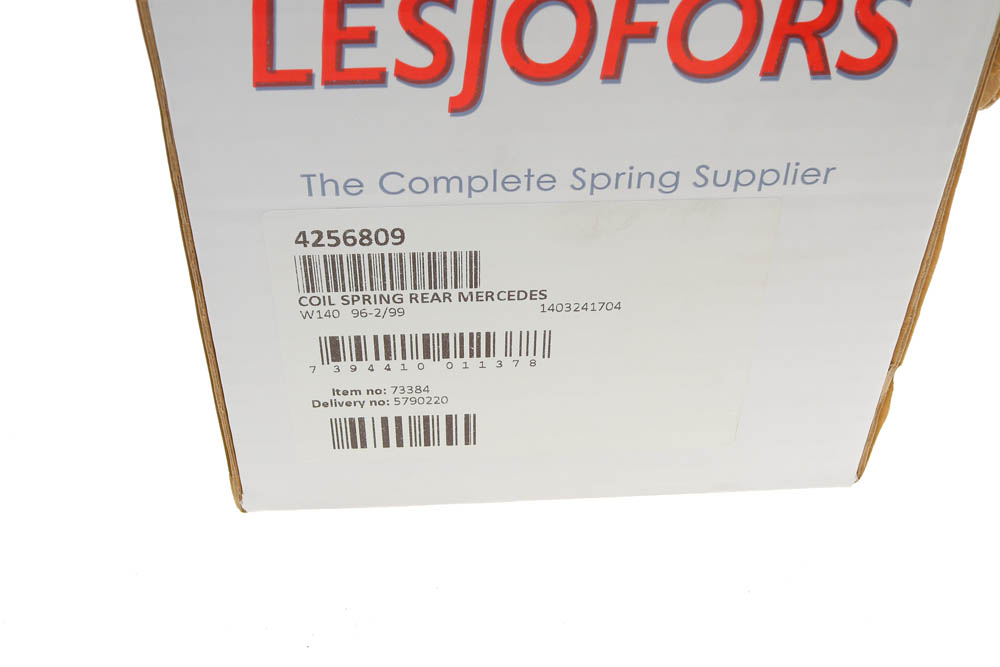 LESJÖFORS
The Complete Spring Supplier
4256809
COIL SPRING REAR MERCEDES
W140 96-2/99 1403241704
7 394410 011378
Item no: 73384
Delivery no: 5790220